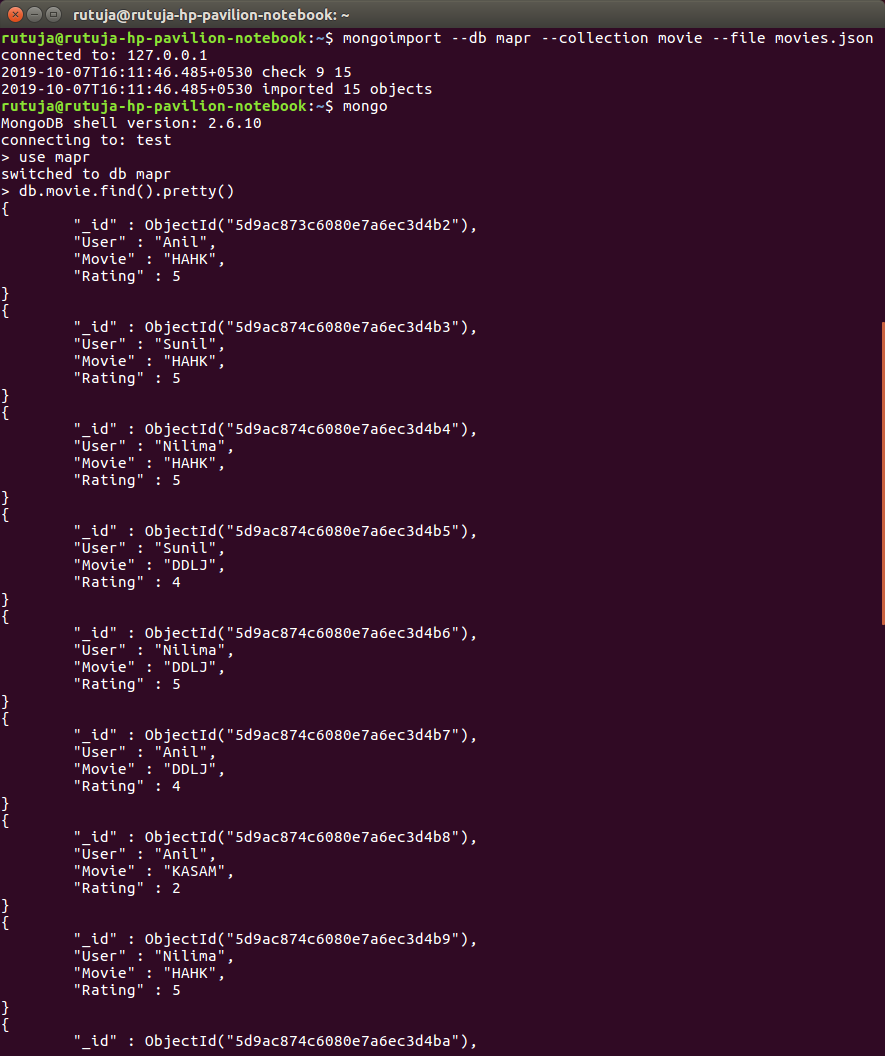 rutuja@rutuja-hp-pavilion-notebook: ~
rutuja@rutuja-hp-pavilion-notebook:~$ mongoimport --db mapr --collection movie --file movies.json
connected to: 127.0.0.1
2019-10-07T16:11:46.485+0530 check 9 15
2019-10-07T16:11:46.485+0530 imported 15 objects
rutuja@rutuja-hp-pavilion-notebook:~$ mongo
MongoDB shell version: 2.6.10
connecting to: test
> use mapr
switched to db mapr
> db.movie.find().pretty()
{
        "_id" : ObjectId("5d9ac873c6080e7a6ec3d4b2"),
        "User" : "Anil",
        "Movie" : "HAHK",
        "Rating" : 5
}
{
        "_id" : ObjectId("5d9ac874c6080e7a6ec3d4b3"),
        "User" : "Sunil",
        "Movie" : "HAHK",
        "Rating" : 5
}
{
        "_id" : ObjectId("5d9ac874c6080e7a6ec3d4b4"),
        "User" : "Nilima",
        "Movie" : "HAHK",
        "Rating" : 5
}
{
        "_id" : ObjectId("5d9ac874c6080e7a6ec3d4b5"),
        "User" : "Sunil",
        "Movie" : "DDLJ",
        "Rating" : 4
}
{
        "_id" : ObjectId("5d9ac874c6080e7a6ec3d4b6"),
        "User" : "Nilima",
        "Movie" : "DDLJ",
        "Rating" : 5
}
{
        "_id" : ObjectId("5d9ac874c6080e7a6ec3d4b7"),
        "User" : "Anil",
        "Movie" : "DDLJ",
        "Rating" : 4
}
{
        "_id" : ObjectId("5d9ac874c6080e7a6ec3d4b8"),
        "User" : "Anil",
        "Movie" : "KASAM",
        "Rating" : 2
}
{
        "_id" : ObjectId("5d9ac874c6080e7a6ec3d4b9"),
        "User" : "Nilima",
        "Movie" : "HAHK",
        "Rating" : 5
}
{
        "_id" : ObjectId("5d9ac874c6080e7a6ec3d4ba"),